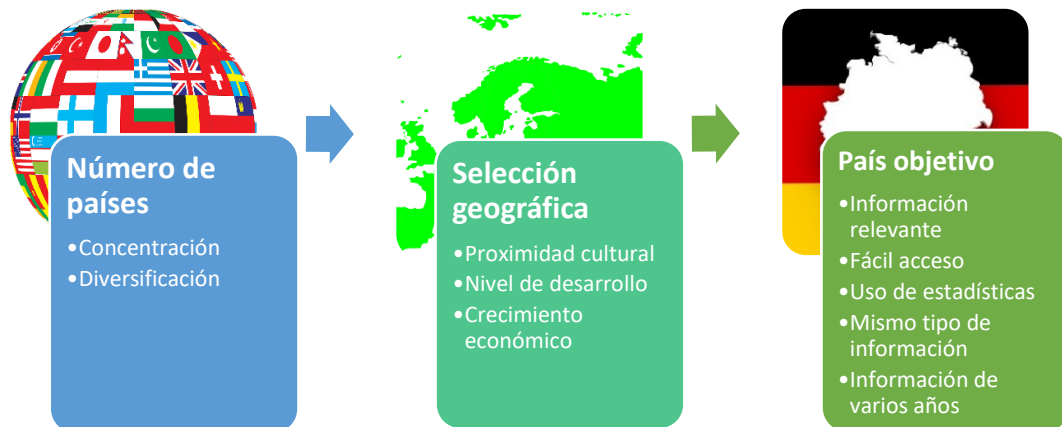 Número de
países
•Concentración
•Diversificación
Selección
geográfica
•Proximidad cultural
•Nivel de desarrollo
•Crecimiento
económico
País objetivo
•Información
relevante
•Fácil acceso
•Uso de estadísticas
•Mismo tipo de
información
•Información de
varios años